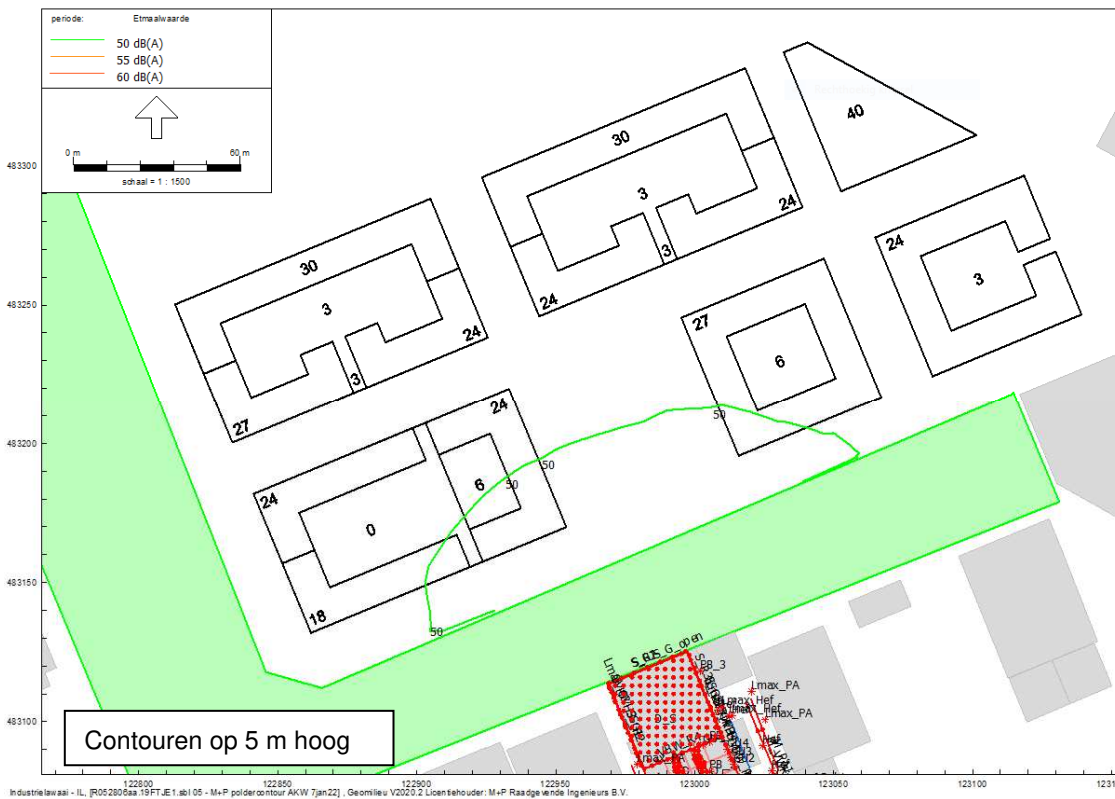 periode: Etmaalwaarde
50 dB(A)
55 dB(A)
60 dB(A)
0 m 60 m
schaal = 1 : 1500
40
30
3
24
24
3
24
3
30
3
24
3
27
27
6
24
24
6
0
18
50
50
50
50
483300
483250
483200
483150
483100
S_G_open
PB_3
Lmax_PA
Lmax_Hef
Lmax_PA
Contouren op 5 m hoog
122800 122850 122900 122950 123000 123050 123100
Industrielawaai - IL, [R052806aa.19FTJE1.sbl 05 - M+P poldercontour AKW 7jan22] , Geomilieu V2020.2 Licentiehouder: M+P Raadgevende Ingenieurs B.V.